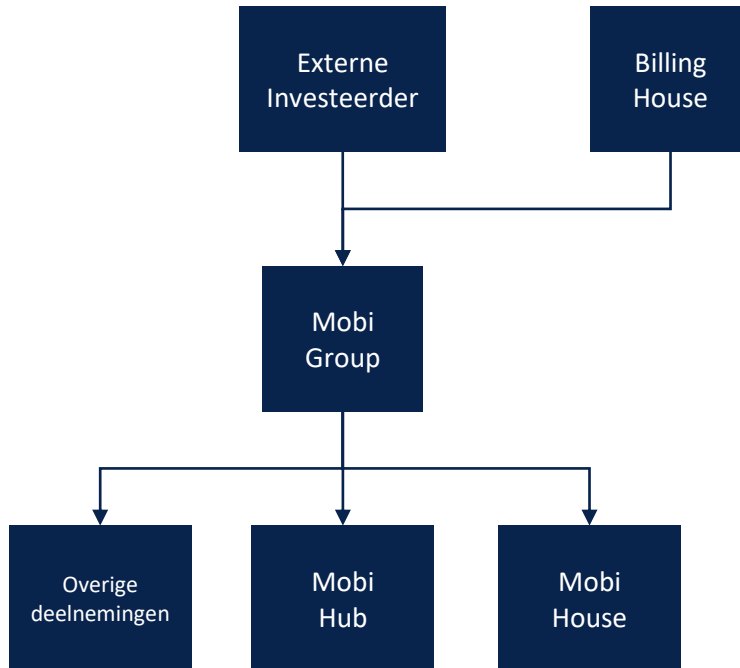 Externe
Investeerder
Billing
House
Mobi
Group
Overige
deelnemingen
Mobi
Hub
Mobi
House